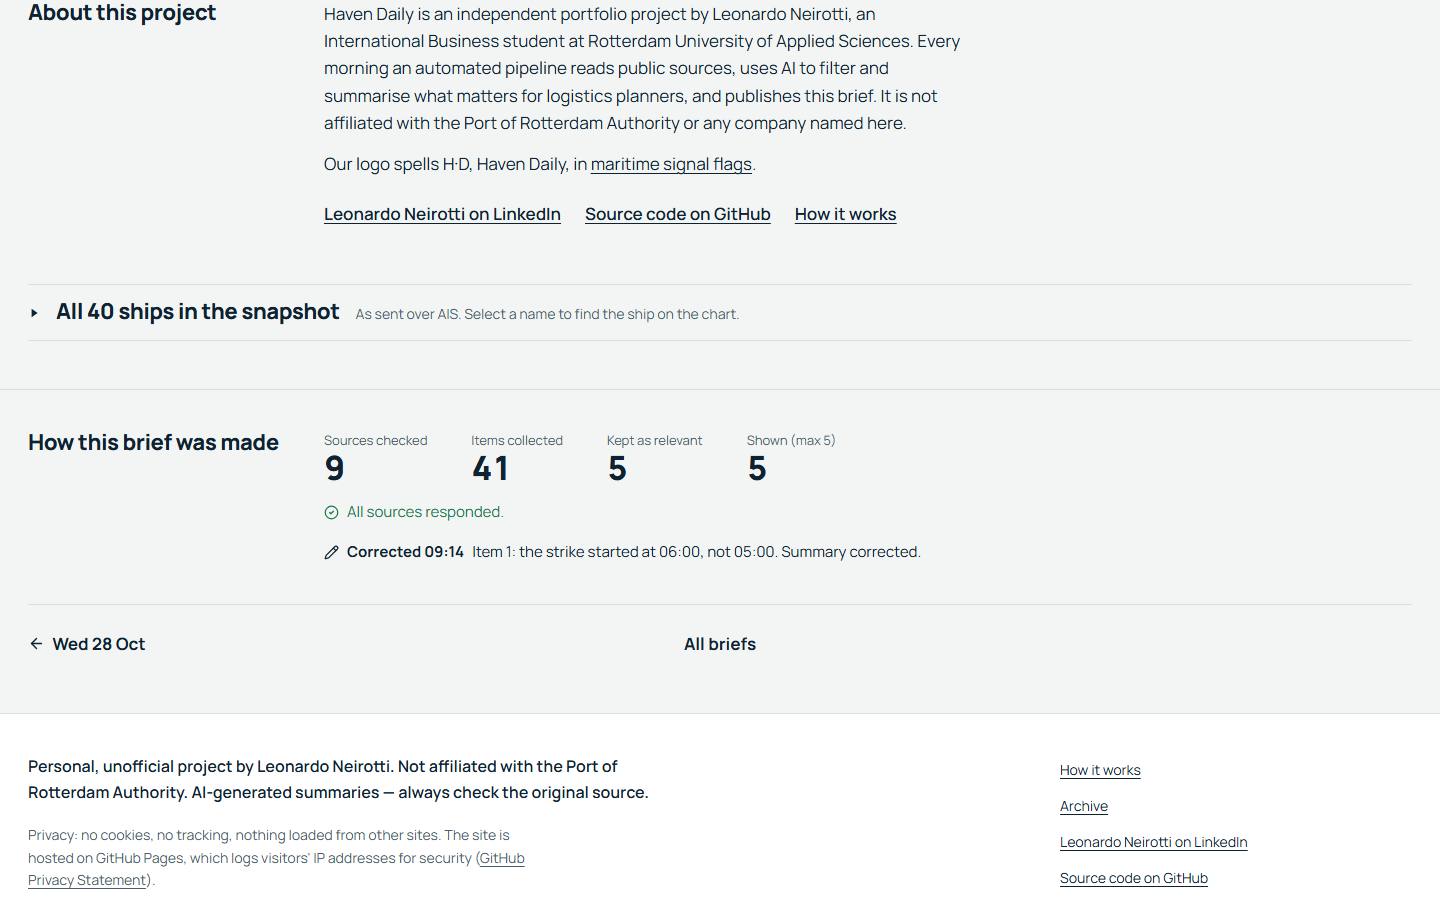 About this project
Haven Daily is an independent portfolio project by Leonardo Neirotti, an
International Business student at Rotterdam University of Applied Sciences. Every
morning an automated pipeline reads public sources, uses AI to filter and
summarise what matters for logistics planners, and publishes this brief. It is not
affiliated with the Port of Rotterdam Authority or any company named here.
Our logo spells H·D, Haven Daily, in maritime signal flags.
Leonardo Neirotti on LinkedIn Source code on GitHub How it works
All 40 ships in the snapshot As sent over AIS. Select a name to find the ship on the chart.
How this brief was made
Sources checked Items collected Kept as relevant Shown (max 5)
9 41 5 5
All sources responded.
Corrected 09:14 Item 1: the strike started at 06:00, not 05:00. Summary corrected.
← Wed 28 Oct All briefs
Personal, unofficial project by Leonardo Neirotti. Not affiliated with the Port of
Rotterdam Authority. AI-generated summaries — always check the original source.
Privacy: no cookies, no tracking, nothing loaded from other sites. The site is
hosted on GitHub Pages, which logs visitors' IP addresses for security (GitHub
Privacy Statement).
How it works
Archive
Leonardo Neirotti on LinkedIn
Source code on GitHub